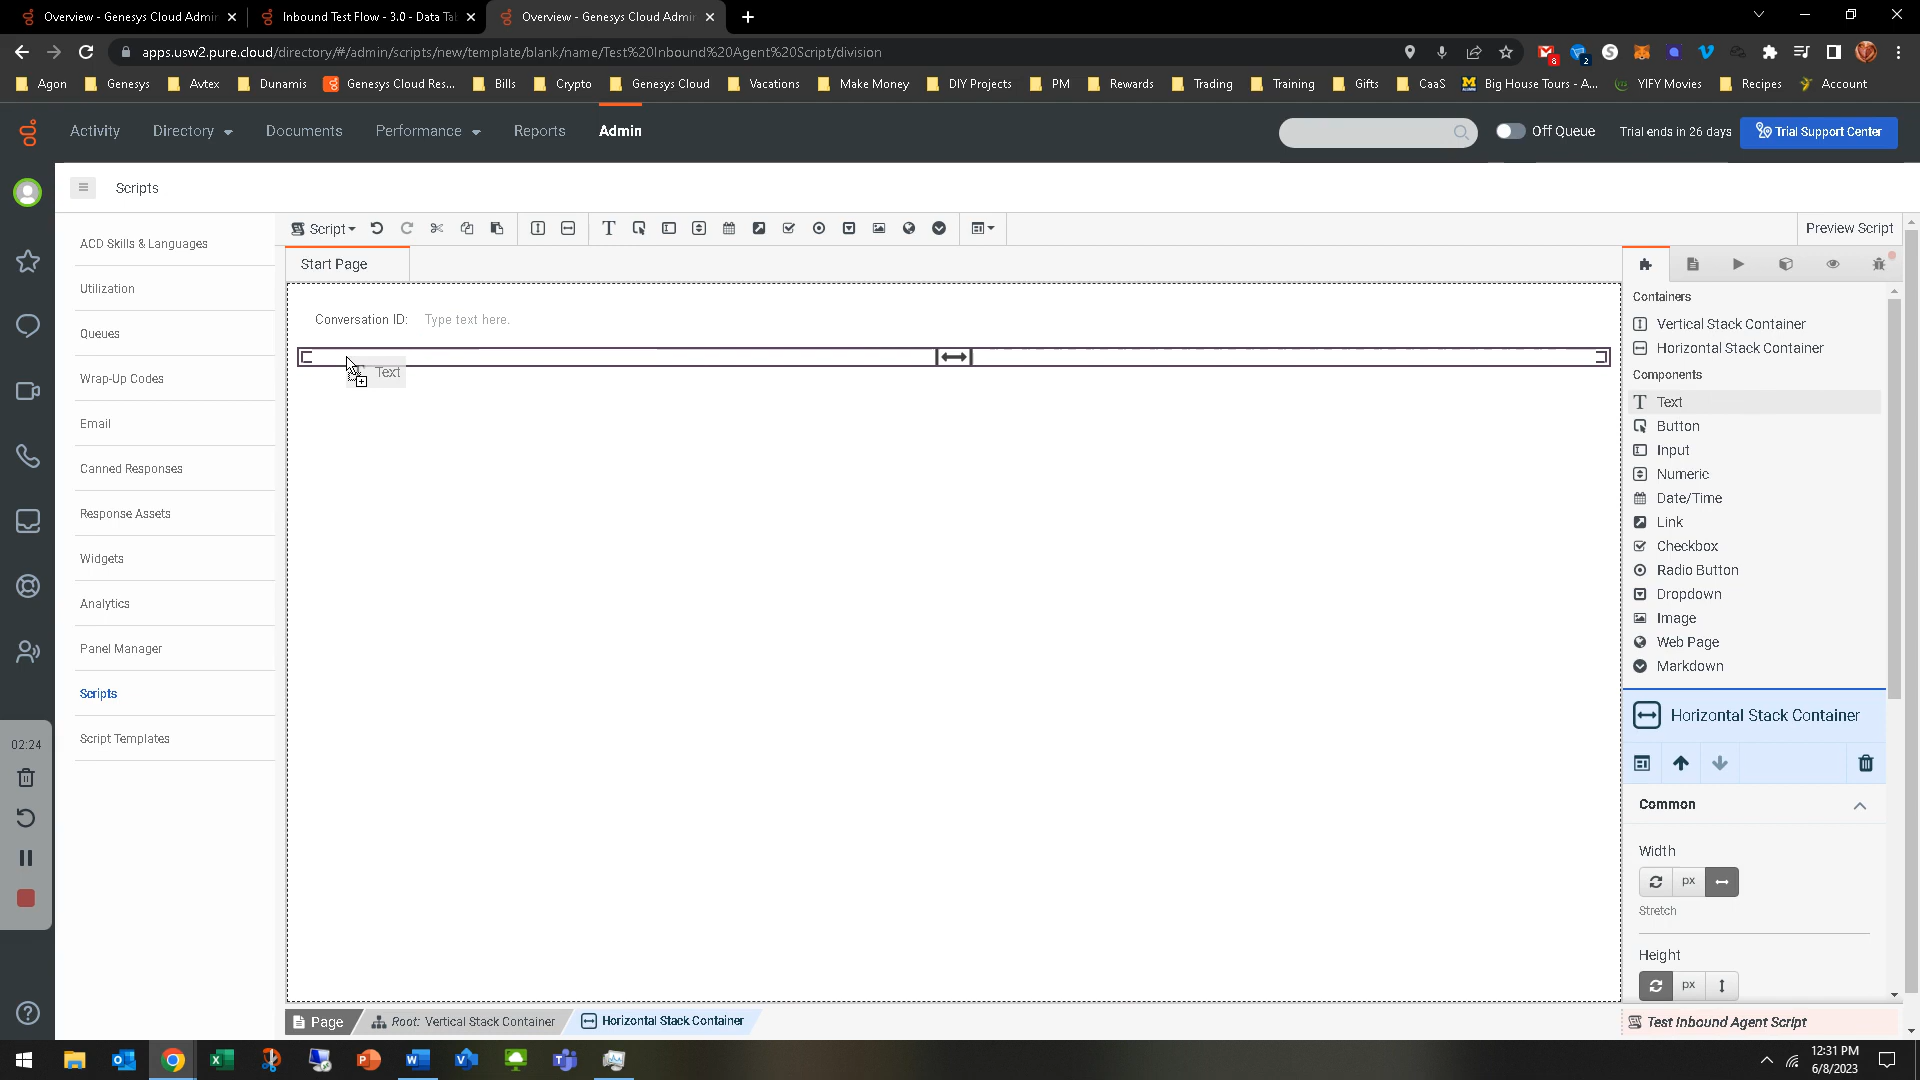 Overview - Genesys Cloud Admin
Inbound Test Flow - 3.0 - Data Tab
Overview - Genesys Cloud Admin
apps.usw2.pure.cloud/directory/#/admin/scripts/new/template/blank/name/Test%20Inbound%20Agent%20Script/division
8
2
Agon
Genesys
Avtex
Dunamis
Genesys Cloud Res...
Bills
Crypto
Genesys Cloud
Vacations
Make Money
DIY Projects
PM
Rewards
Trading
Training
Gifts
CaaS
Big House Tours - A...
YIFY Movies
Recipes
Account
Activity
Directory
Documents
Performance
Reports
Admin
Off Queue
Trial ends in 26 days
Trial Support Center
Scripts
ACD Skills & Languages
Utilization
Queues
Wrap-Up Codes
Email
Canned Responses
Response Assets
Widgets
Analytics
Panel Manager
Scripts
Script Templates
02:24
Script
Preview Script
Start Page
Conversation ID: Type text here.
Text
Containers
Vertical Stack Container
Horizontal Stack Container
Components
Text
Button
Input
Numeric
Date/Time
Link
Checkbox
Radio Button
Dropdown
Image
Web Page
Markdown
Horizontal Stack Container
Common
Width
px
Stretch
Height
px
Page
Root: Vertical Stack Container
Horizontal Stack Container
Test Inbound Agent Script
12:31 PM
6/8/2023